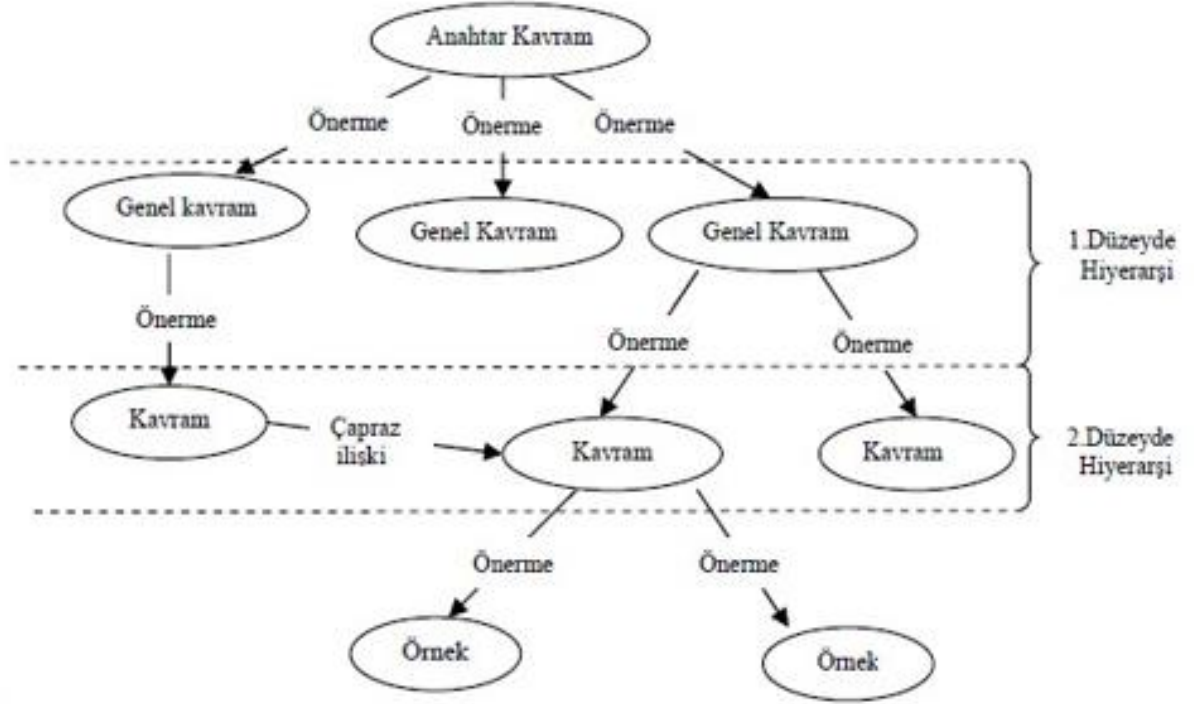 Anahtar Kavram
Önerme
Önerme
Önerme
Genel kavram
Genel Kavram
Genel Kavram
1.Düzeyde
Hiyerarşi
Önerme
Önerme
Önerme
Kavram
Çapraz
ilişki
Kavram
Kavram
2.Düzeyde
Hiyerarşi
Önerme
Önerme
Örnek
Örnek